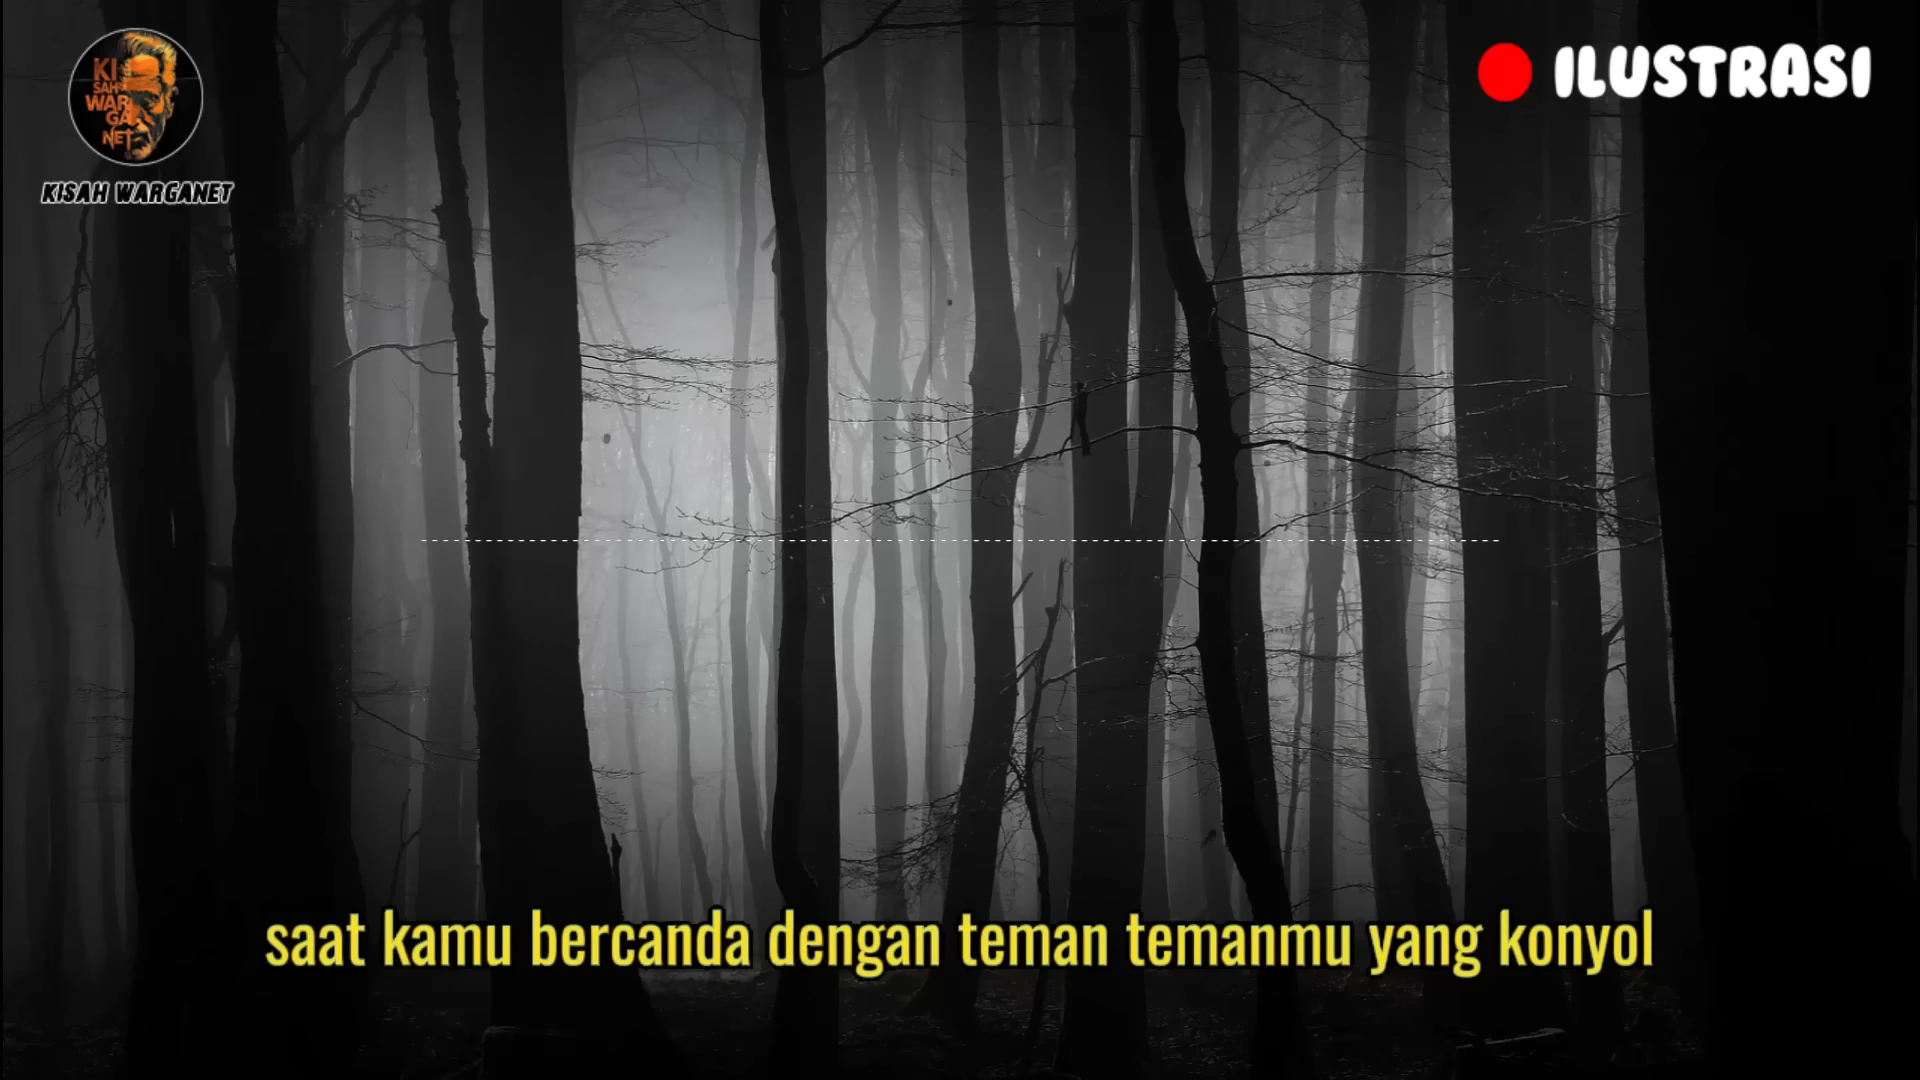 KI
SAH
WAR
GA
NET
KISAH WARGANET
ILUSTRASI
saat kamu bercanda dengan teman temanmu yang konyol